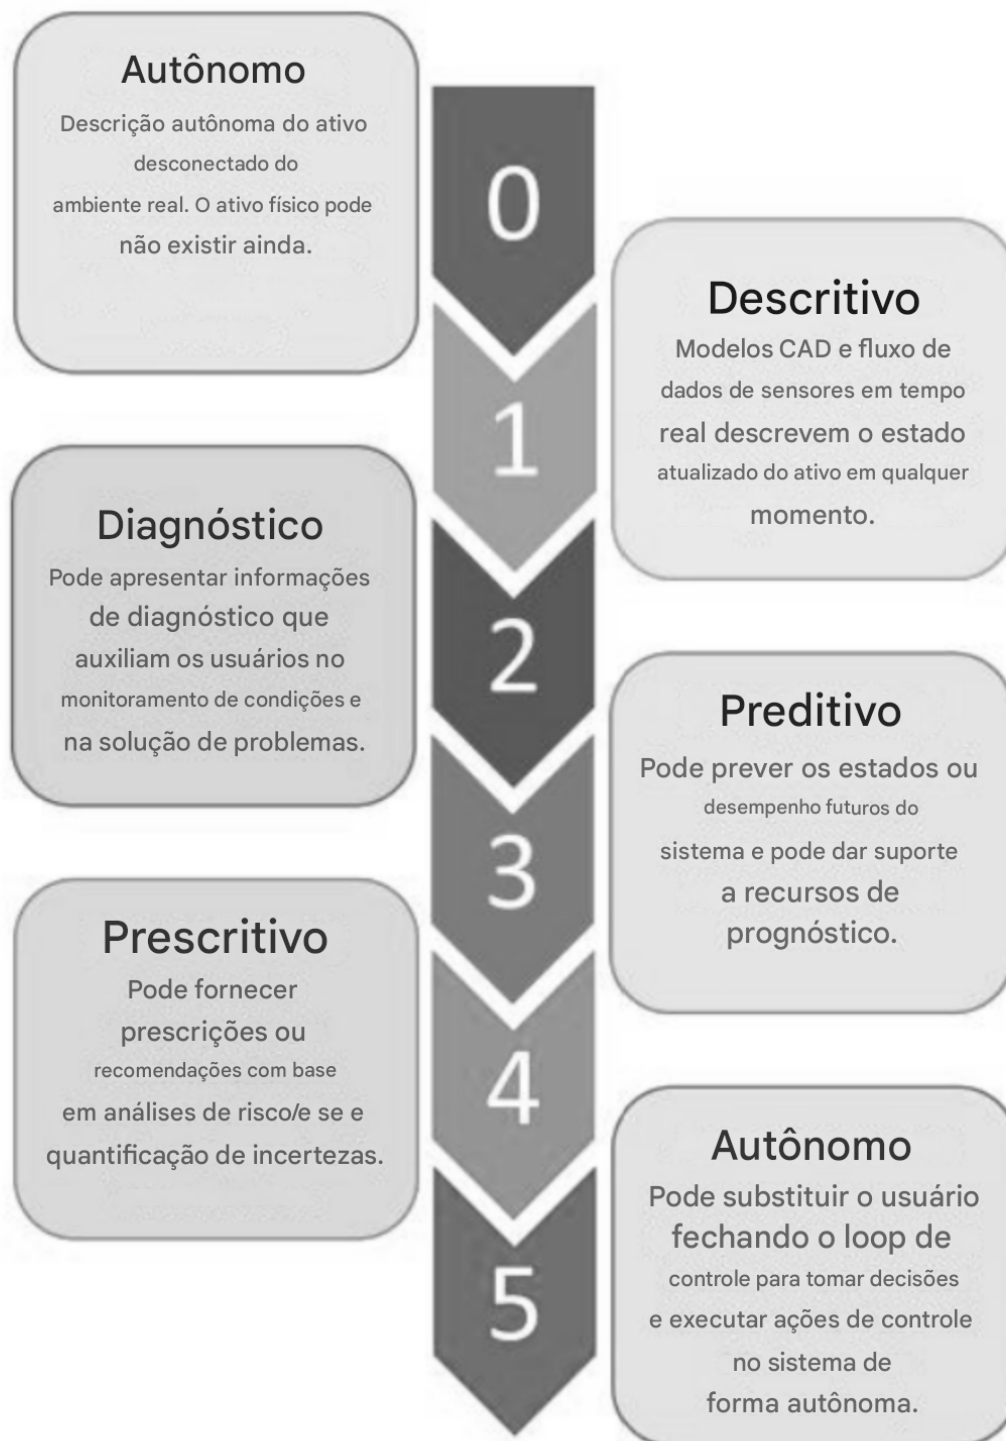 Autônomo
Descrição autônoma do ativo
desconectado do
ambiente real. O ativo físico pode
não existir ainda.
0
Descritivo
Modelos CAD e fluxo de
dados de sensores em tempo
real descrevem o estado
atualizado do ativo em qualquer
momento.
1
Diagnóstico
Pode apresentar informações
de diagnóstico que
auxiliam os usuários no
monitoramento de condições e
na solução de problemas.
2
Preditivo
Pode prever os estados ou
desempenho futuros do
sistema e pode dar suporte
a recursos de
prognóstico.
3
Prescritivo
Pode fornecer
prescrições ou
recomendações com base
em análises de risco/e se e
quantificação de incertezas.
4
Autônomo
Pode substituir o usuário
fechando o loop de
controle para tomar decisões
e executar ações de controle
no sistema de
forma autônoma.
5